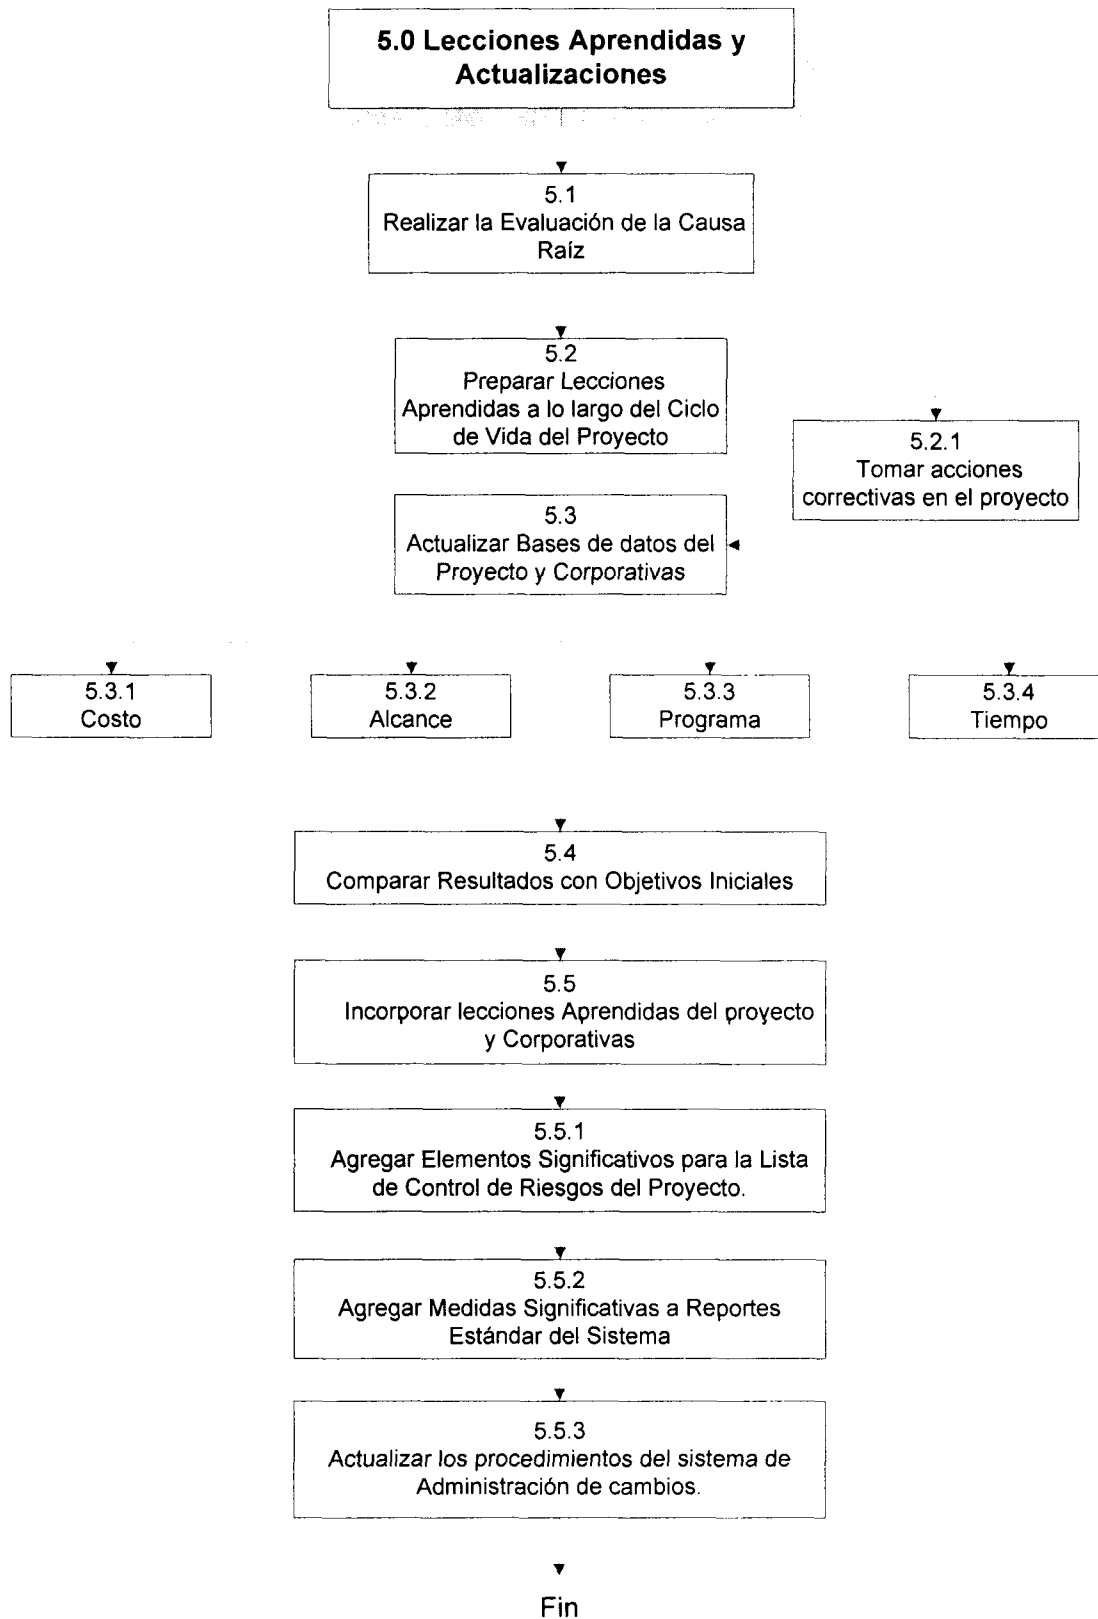 5.0 Lecciones Aprendidas y
Actualizaciones
5.1
Realizar la Evaluación de la Causa
Raíz
5.2
Preparar Lecciones
Aprendidas a lo largo del Ciclo
de Vida del Proyecto
5.2.1
Tomar acciones
correctivas en el proyecto
5.3
Actualizar Bases de datos del
Proyecto y Corporativas
5.3.1
Costo
5.3.2
Alcance
5.3.3
Programa
5.3.4
Tiempo
5.4
Comparar Resultados con Objetivos Iniciales
5.5
Incorporar lecciones Aprendidas del proyecto
y Corporativas
5.5.1
Agregar Elementos Significativos para la Lista
de Control de Riesgos del Proyecto.
5.5.2
Agregar Medidas Significativas a Reportes
Estándar del Sistema
5.5.3
Actualizar los procedimientos del sistema de
Administración de cambios.
Fin